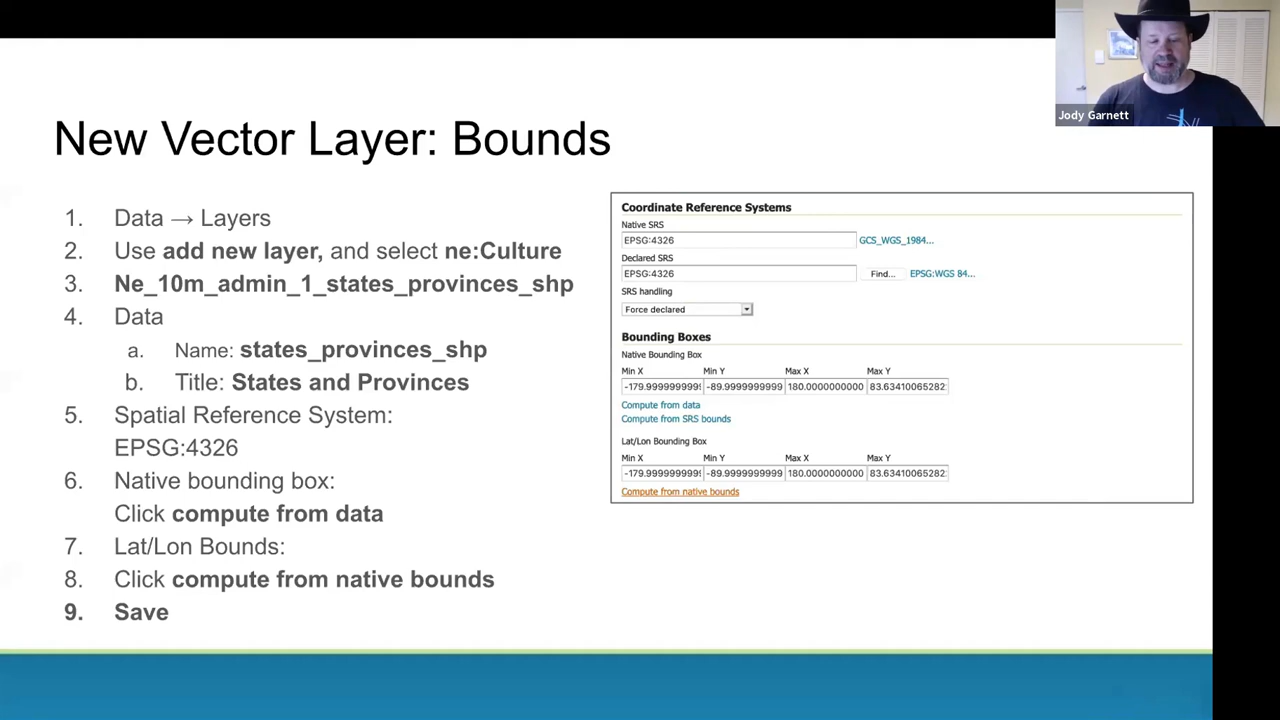 Jody Garnett
New Vector Layer: Bounds
1. Data → Layers
2. Use add new layer, and select ne:Culture
3. Ne_10m_admin_1_states_provinces_shp
4. Data
a. Name: states_provinces_shp
b. Title: States and Provinces
5. Spatial Reference System:
EPSG:4326
6. Native bounding box:
Click compute from data
7. Lat/Lon Bounds:
8. Click compute from native bounds
9. Save
Coordinate Reference Systems
Native SRS
EPSG:4326 GCS_WGS_1984...
Declared SRS
EPSG:4326 Find... EPSG:WGS 84...
SRS handling
Force declared
Bounding Boxes
Native Bounding Box
Min X Min Y Max X Max Y
-179.9999999999 -89.9999999999 180.0000000000 83.63410065282
Compute from data
Compute from SRS bounds
Lat/Lon Bounding Box
Min X Min Y Max X Max Y
-179.9999999999 -89.9999999999 180.0000000000 83.63410065282
Compute from native bounds